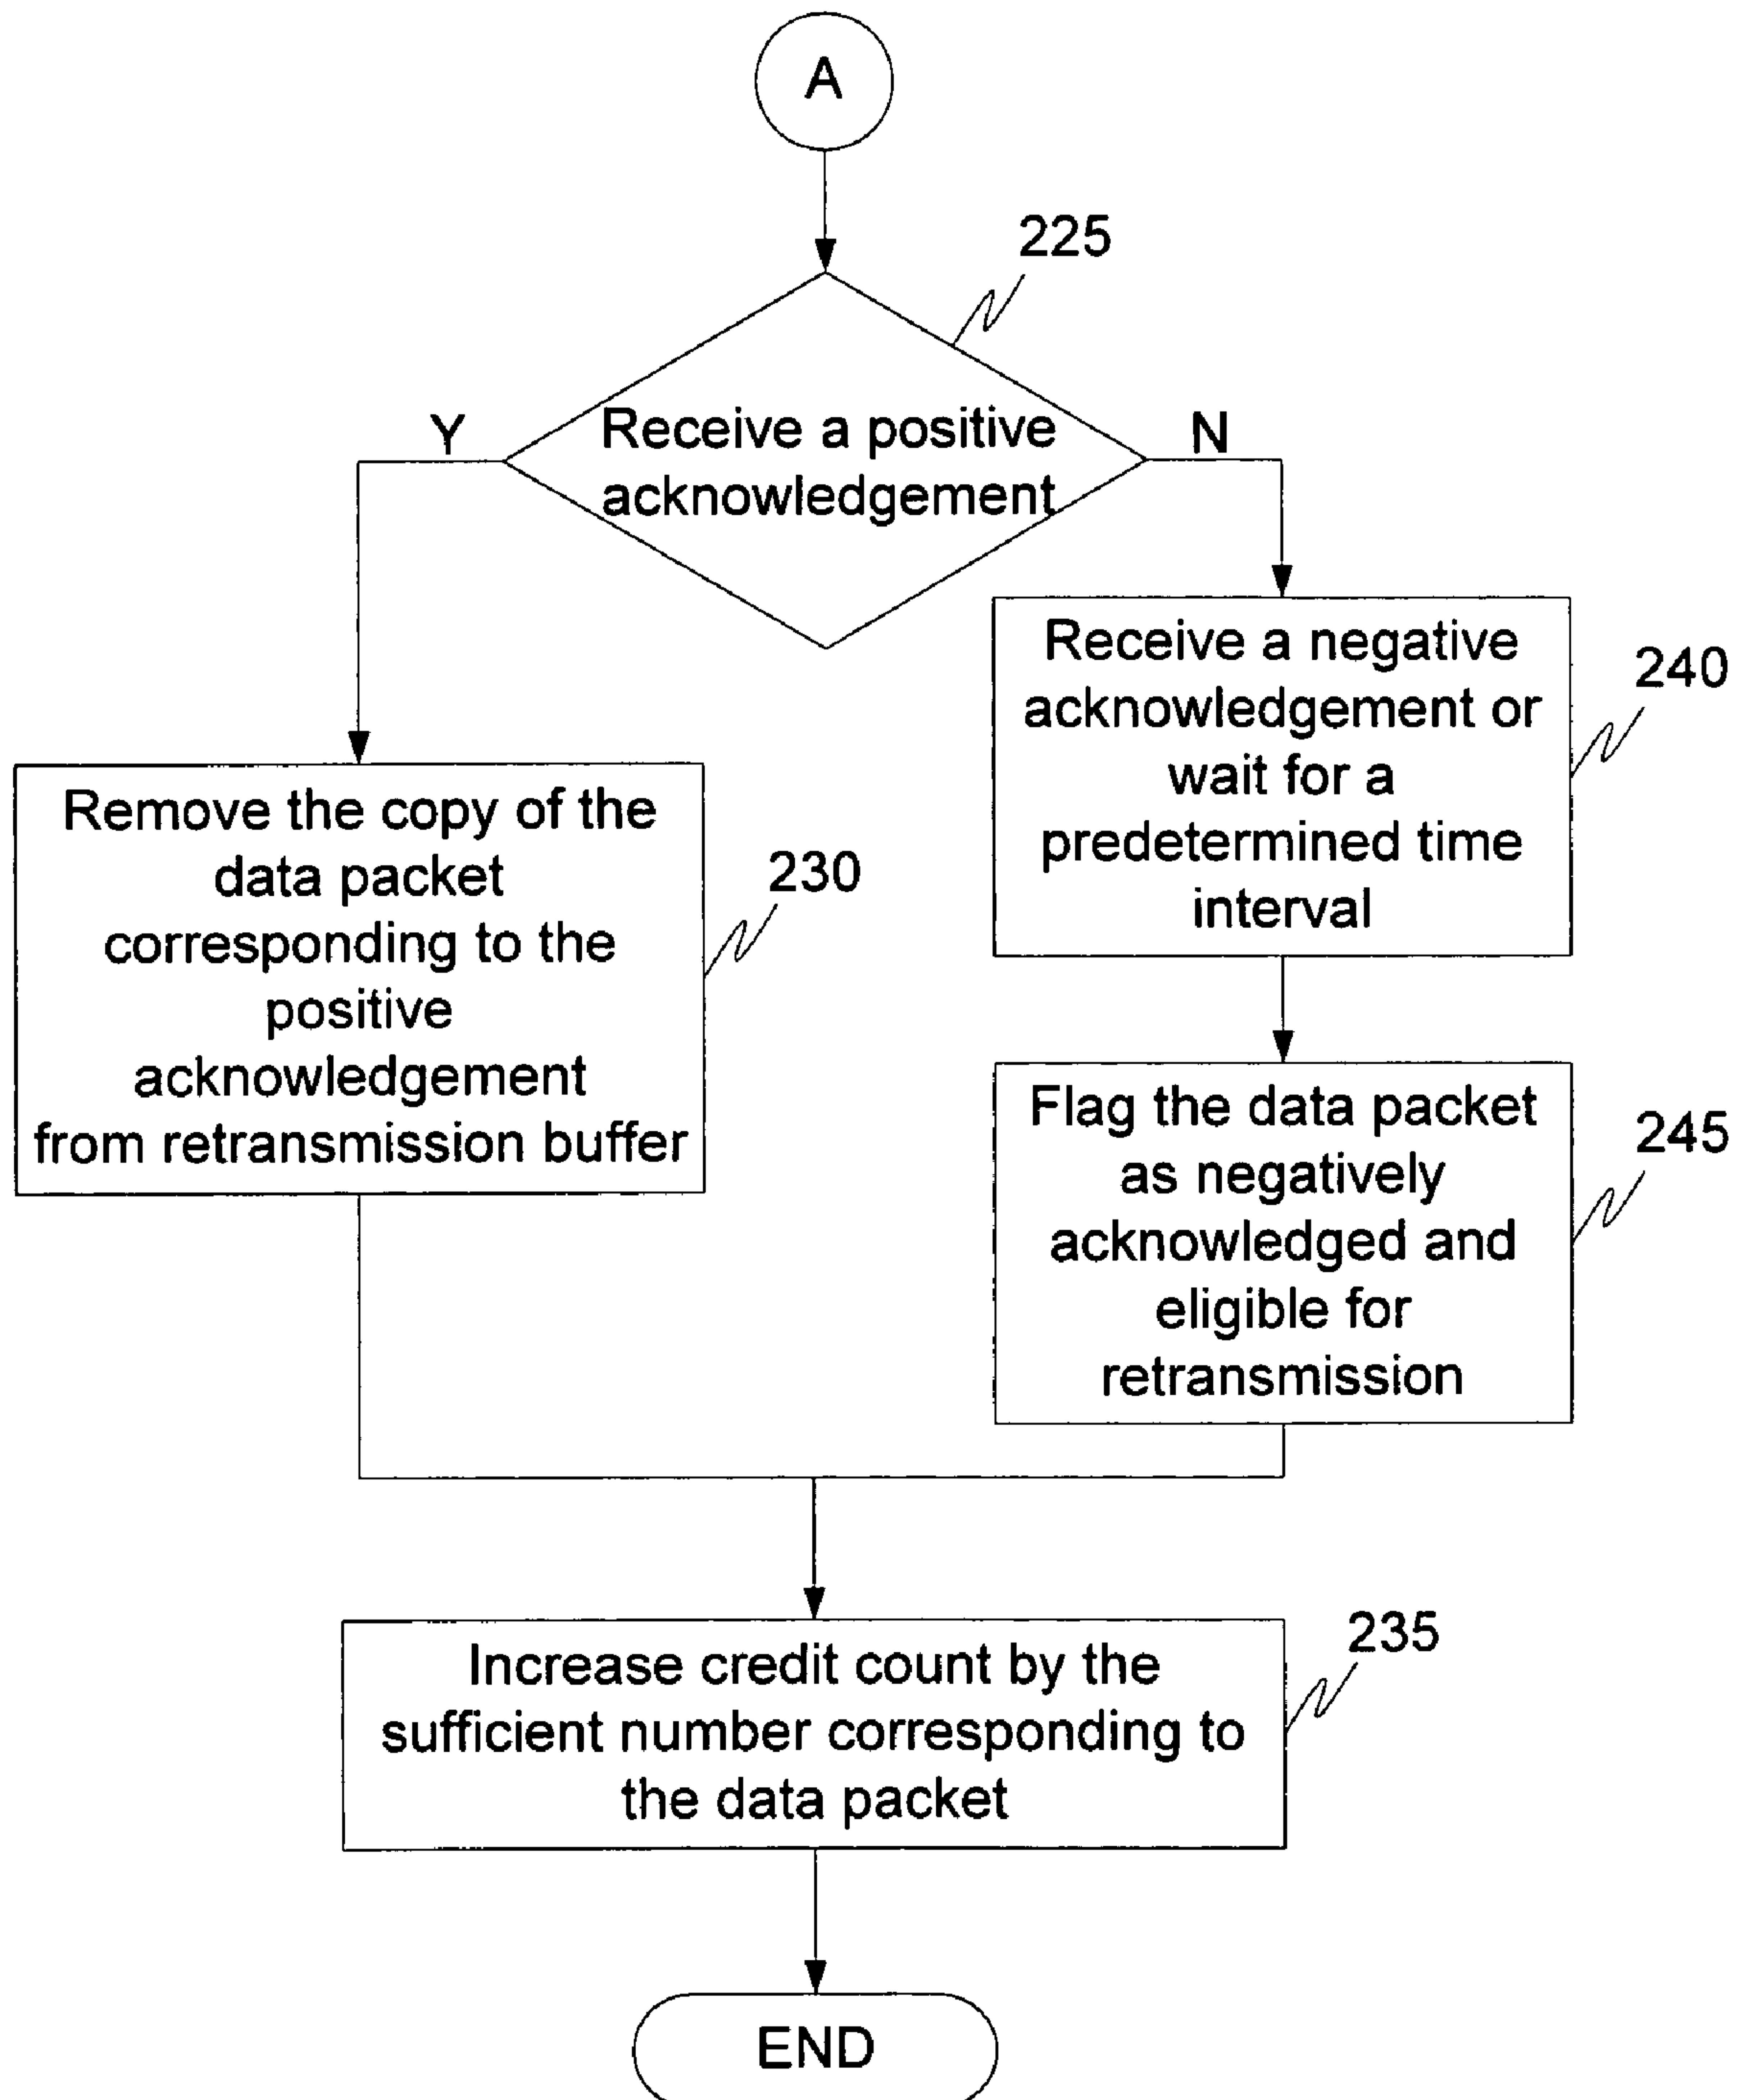 A
225
Y
Receive a positive
acknowledgement
N
Receive a negative
acknowledgement or
wait for a
predetermined time
interval
240
Remove the copy of the
data packet
corresponding to the
positive
acknowledgement
from retransmission buffer
230
Flag the data packet
as negatively
acknowledged and
eligible for
retransmission
245
Increase credit count by the
sufficient number corresponding to
the data packet
235
END